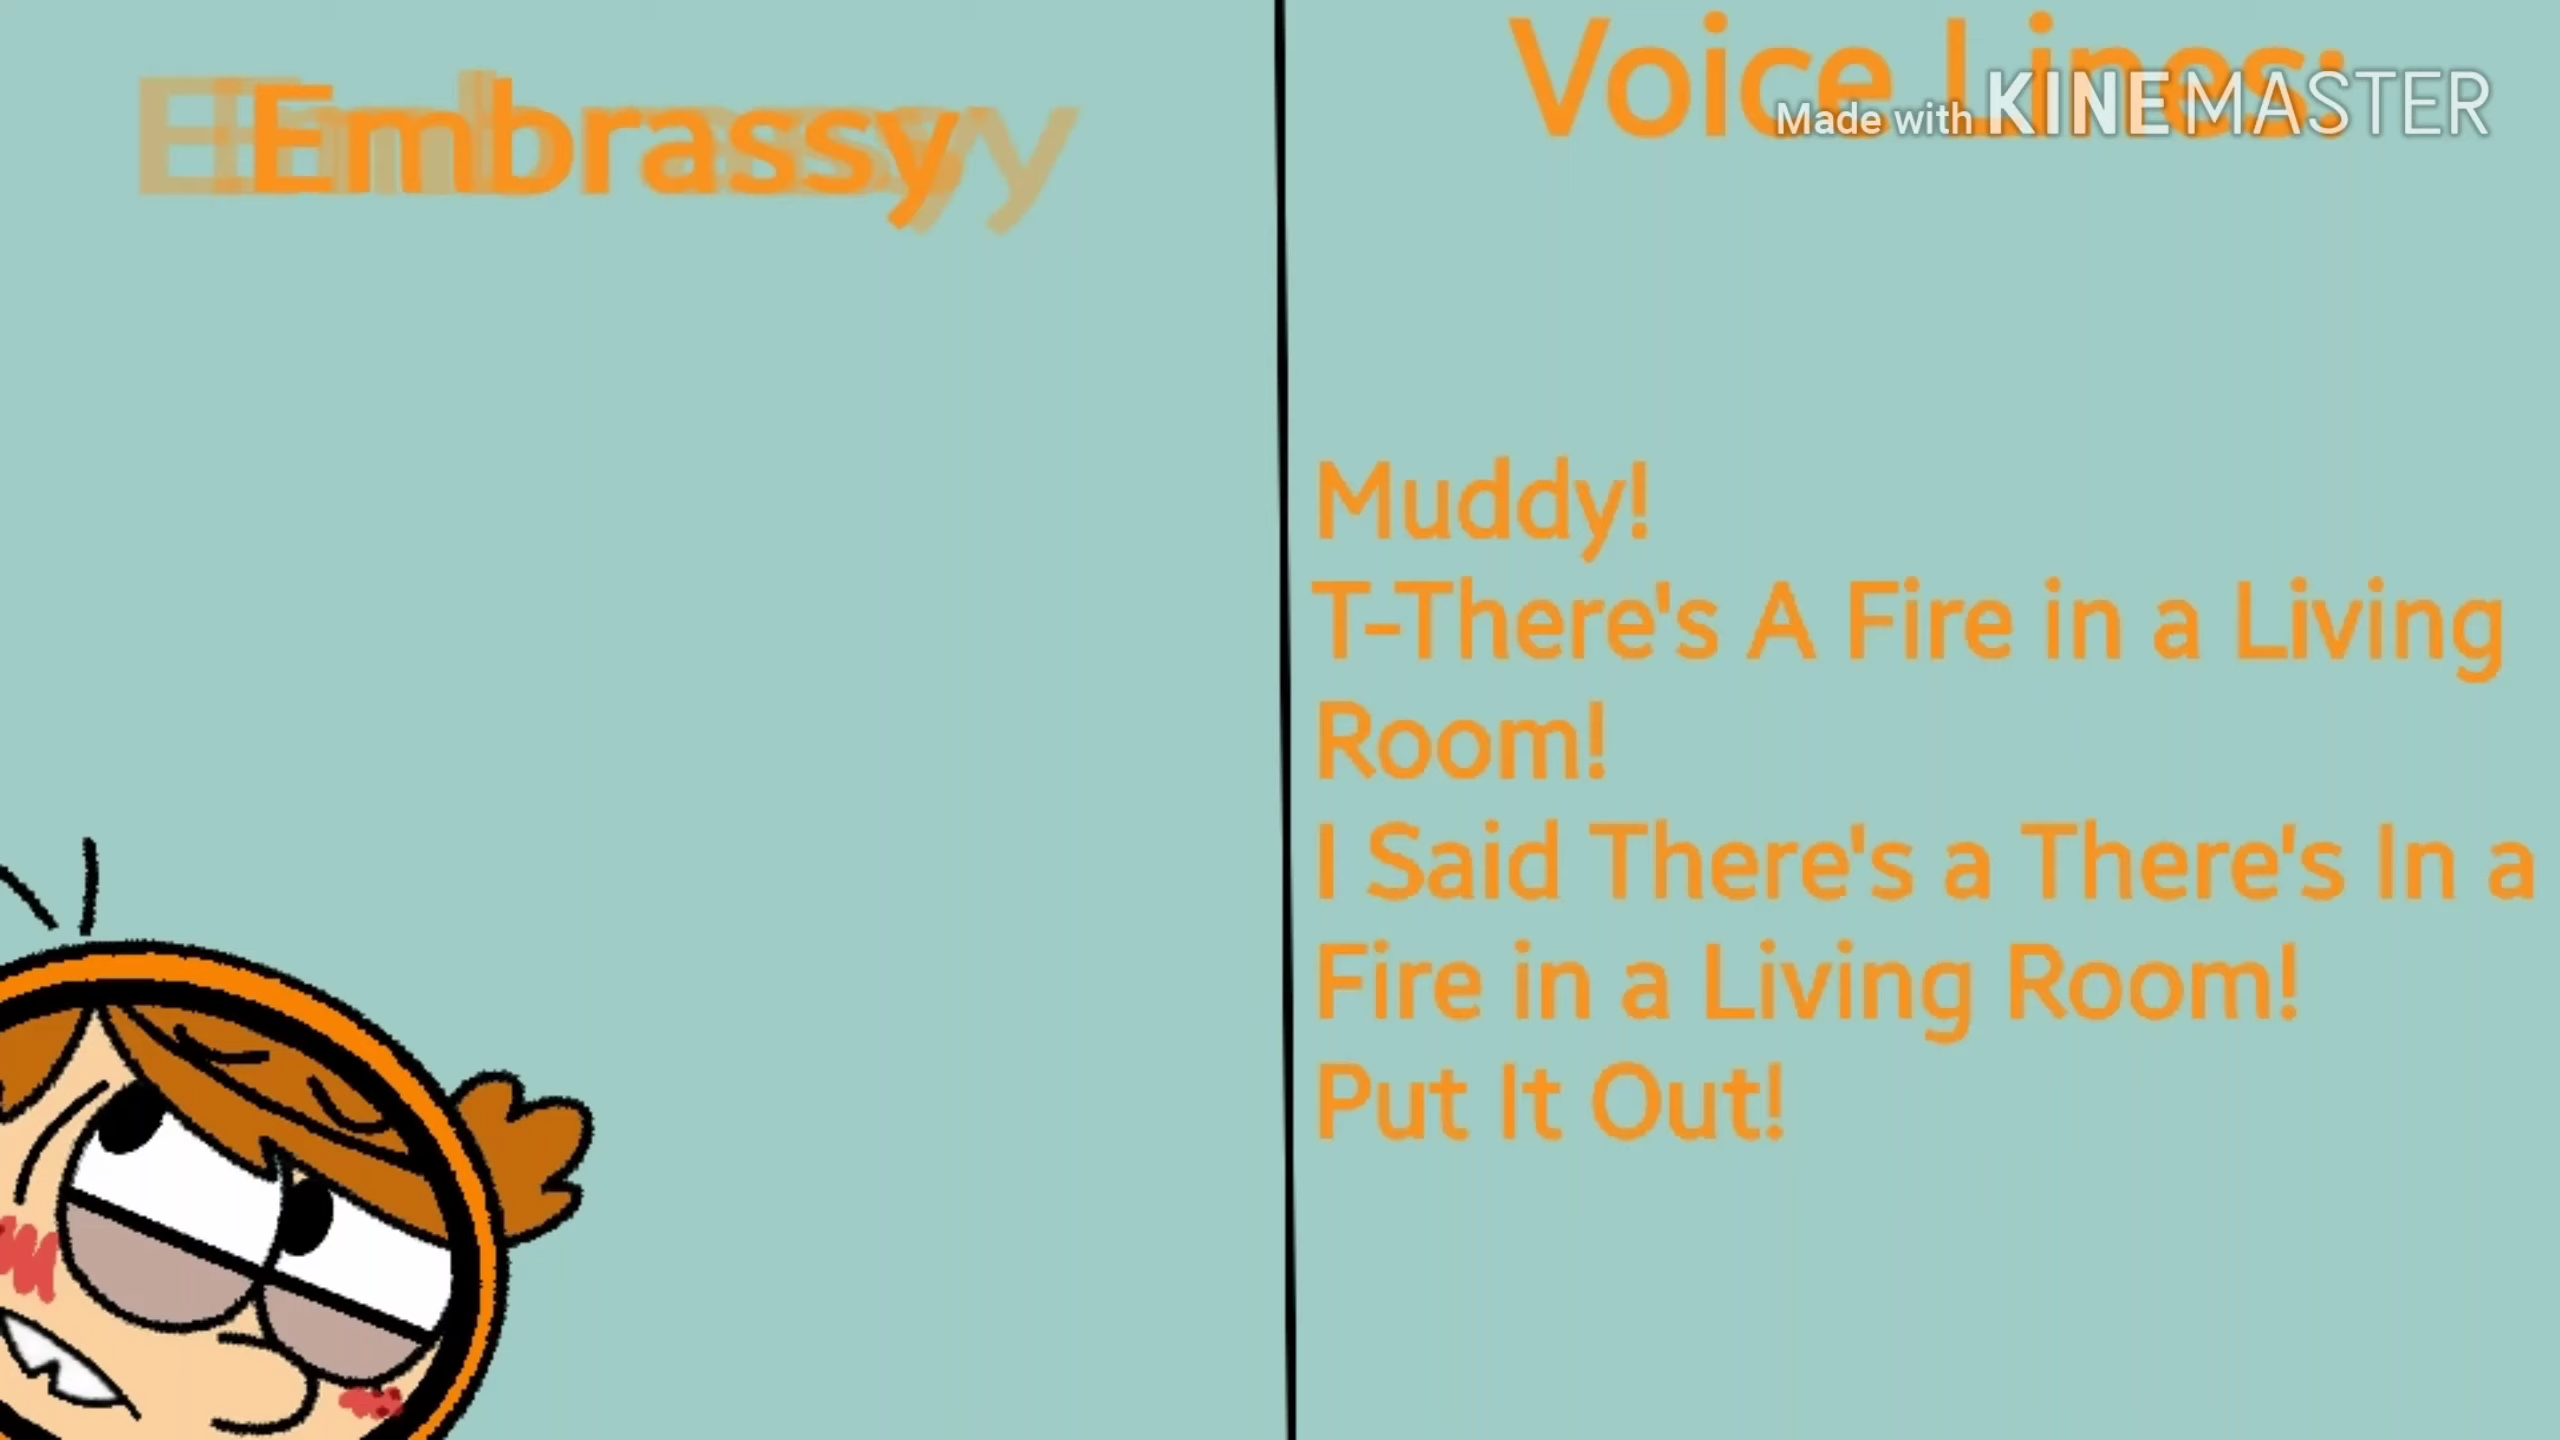 Embrassy
Voice Lines:
Made with KINEMASTER
Muddy!
T-There's A Fire in a Living
Room!
I Said There's a There's In a
Fire in a Living Room!
Put It Out!